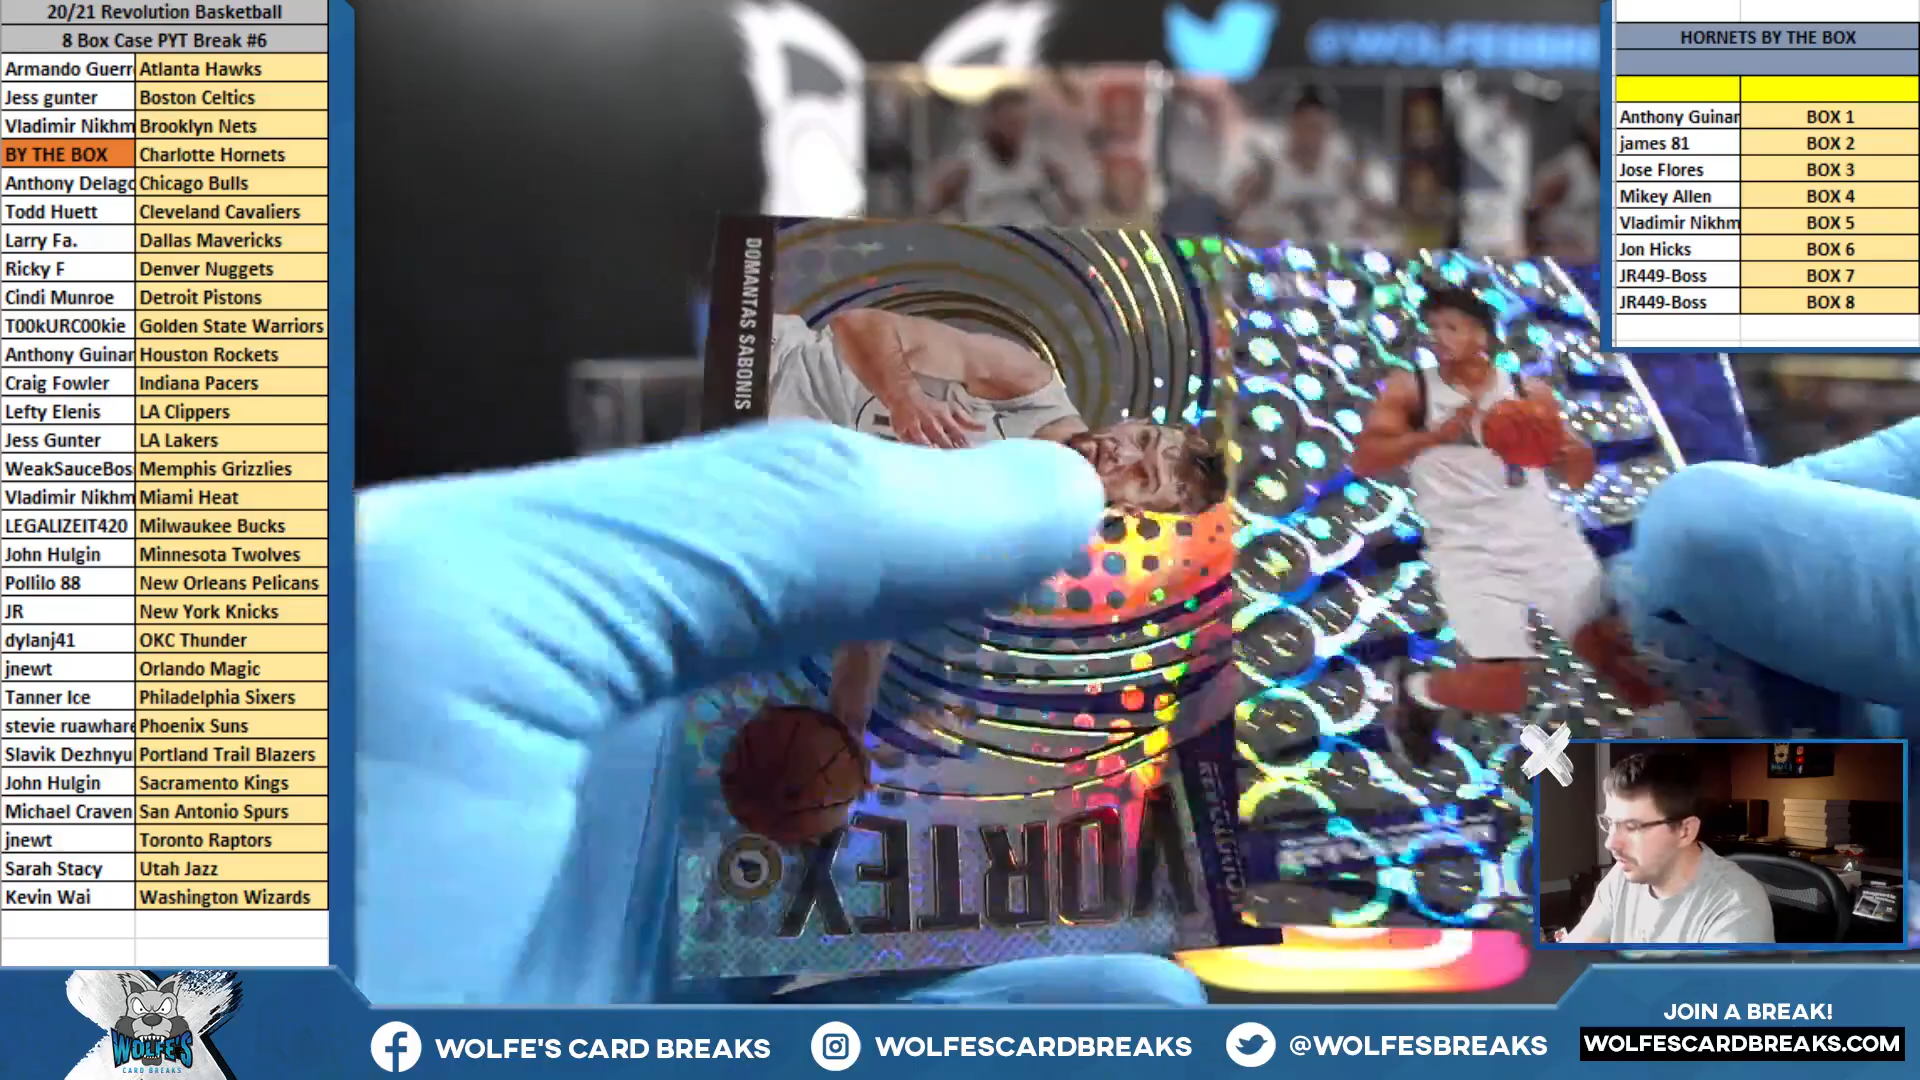 20/21 Revolution Basketball
8 Box Case PYT Break #6
Armando Guerr Atlanta Hawks
Jess gunter Boston Celtics
Vladimir Nikhm Brooklyn Nets
BY THE BOX Charlotte Hornets
Anthony Delago Chicago Bulls
Todd Huett Cleveland Cavaliers
Larry Fa. Dallas Mavericks
Ricky F Denver Nuggets
Cindi Munroe Detroit Pistons
T00kURC00kie Golden State Warriors
Anthony Guinan Houston Rockets
Craig Fowler Indiana Pacers
Lefty Elenis LA Clippers
Jess Gunter LA Lakers
WeakSauceBos Memphis Grizzlies
Vladimir Nikhm Miami Heat
LEGALIZEIT420 Milwaukee Bucks
John Hulgin Minnesota Twolves
Pollilo 88 New Orleans Pelicans
JR New York Knicks
dylanj41 OKC Thunder
jnewt Orlando Magic
Tanner Ice Philadelphia Sixers
stevie ruawhare Phoenix Suns
Slavik Dezhnyu Portland Trail Blazers
John Hulgin Sacramento Kings
Michael Craven San Antonio Spurs
jnewt Toronto Raptors
Sarah Stacy Utah Jazz
Kevin Wai Washington Wizards
@WOLFESBRE
HORNETS BY THE BOX
Anthony Guinan BOX 1
james 81 BOX 2
Jose Flores BOX 3
Mikey Allen BOX 4
Vladimir Nikhm BOX 5
Jon Hicks BOX 6
JR449-Boss BOX 7
JR449-Boss BOX 8
DOMANTAS SABONIS
VORTEX
WOLFE'S
CARD BREAKS
WOLFE'S CARD BREAKS
WOLFESCARDBREAKS
@WOLFESBREAKS
JOIN A BREAK!
WOLFESCARDBREAKS.COM